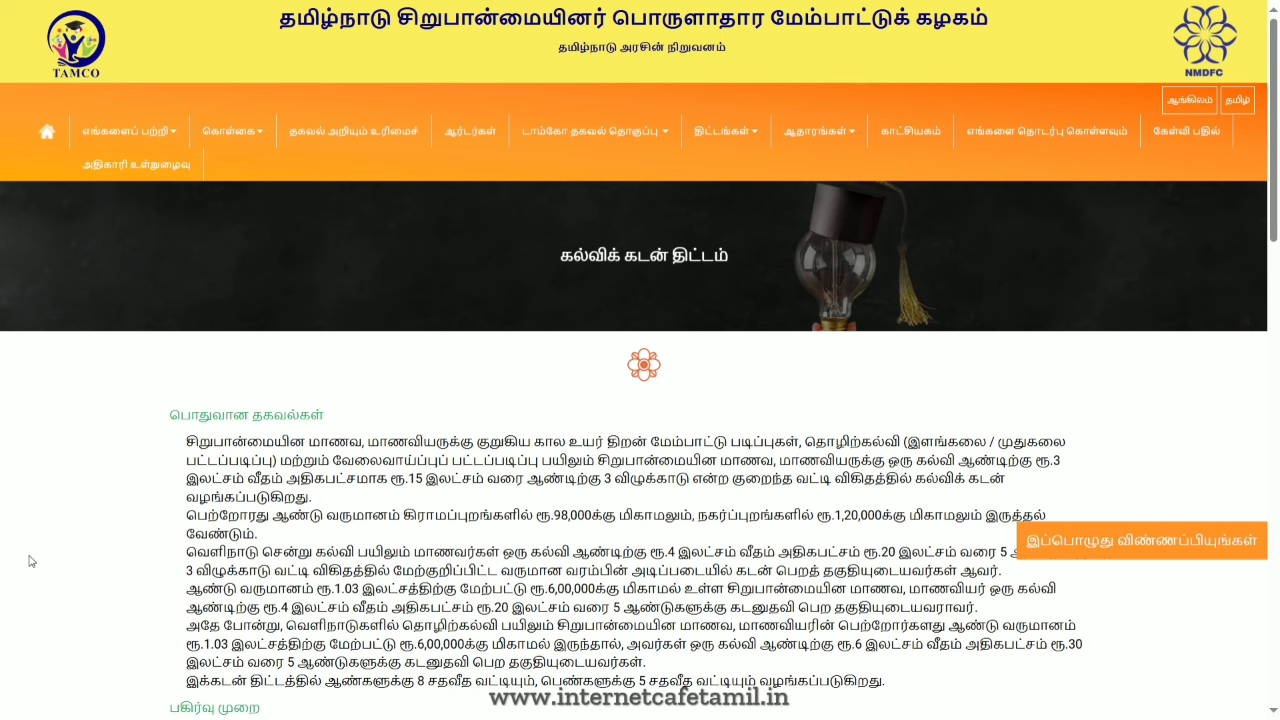 தமிழ்நாடு சிறுபான்மையினர் பொருளாதார மேம்பாட்டுக் கழகம்
தமிழ்நாடு அரசின் நிறுவனம்
TAMCO
NMDFC
ஆங்கிலம்
தமிழ்
எங்களைப் பற்றி
கொள்கை
தகவல் அறியும் உரிமைச்
ஆர்டர்கள்
டாம்கோ தகவல் தொகுப்பு
திட்டங்கள்
ஆதாரங்கள்
காட்சியகம்
எங்களை தொடர்பு கொள்ளவும்
கேள்வி பதில்
அதிகாரி உள்நுழைவு
கல்விக் கடன் திட்டம்
பொதுவான தகவல்கள்
சிறுபான்மையின மாணவ, மாணவியருக்கு குறுகிய கால உயர் திறன் மேம்பாட்டு படிப்புகள், தொழிற்கல்வி (இளங்கலை / முதுகலை
பட்டப்படிப்பு) மற்றும் வேலைவாய்ப்புப் பட்டப்படிப்பு பயிலும் சிறுபான்மையின மாணவ, மாணவியருக்கு ஒரு கல்வி ஆண்டிற்கு ரூ.3
இலட்சம் வீதம் அதிகபட்சமாக ரூ.15 இலட்சம் வரை ஆண்டிற்கு 3 விழுக்காடு என்ற குறைந்த வட்டி விகிதத்தில் கல்விக் கடன்
வழங்கப்படுகிறது.
பெற்றோரது ஆண்டு வருமானம் கிராமப்புறங்களில் ரூ.98,000க்கு மிகாமலும், நகர்ப்புறங்களில் ரூ.1,20,000க்கு மிகாமலும் இருத்தல்
வேண்டும்.
வெளிநாடு சென்று கல்வி பயிலும் மாணவர்கள் ஒரு கல்வி ஆண்டிற்கு ரூ.4 இலட்சம் வீதம் அதிகபட்சம் ரூ.20 இலட்சம் வரை 5
இப்பொழுது விண்ணப்பியுங்கள்
3 விழுக்காடு வட்டி விகிதத்தில் மேற்குறிப்பிட்ட வருமான வரம்பின் அடிப்படையில் கடன் பெறத் தகுதியுடையவர்கள் ஆவர்.
ஆண்டு வருமானம் ரூ.1.03 இலட்சத்திற்கு மேற்பட்டு ரூ.6,00,000க்கு மிகாமல் உள்ள சிறுபான்மையின மாணவ, மாணவியர் ஒரு கல்வி
ஆண்டிற்கு ரூ.4 இலட்சம் வீதம் அதிகபட்சம் ரூ.20 இலட்சம் வரை 5 ஆண்டுகளுக்கு கடனுதவி பெற தகுதியுடையவராவர்.
அதே போன்று, வெளிநாடுகளில் தொழிற்கல்வி பயிலும் சிறுபான்மையின மாணவ, மாணவியரின் பெற்றோர்களது ஆண்டு வருமானம்
ரூ.1.03 இலட்சத்திற்கு மேற்பட்டு ரூ.6,00,000க்கு மிகாமல் இருந்தால், அவர்கள் ஒரு கல்வி ஆண்டிற்கு ரூ.6 இலட்சம் வீதம் அதிகபட்சம் ரூ.30
இலட்சம் வரை 5 ஆண்டுகளுக்கு கடனுதவி பெற தகுதியுடையவர்கள்.
இக்கடன் திட்டத்தில் ஆண்களுக்கு 8 சதவீத வட்டியும், பெண்களுக்கு 5 சதவீத வட்டியும் வழங்கப்படுகிறது.
www.internetcafetamil.in
பகிர்வு முறை